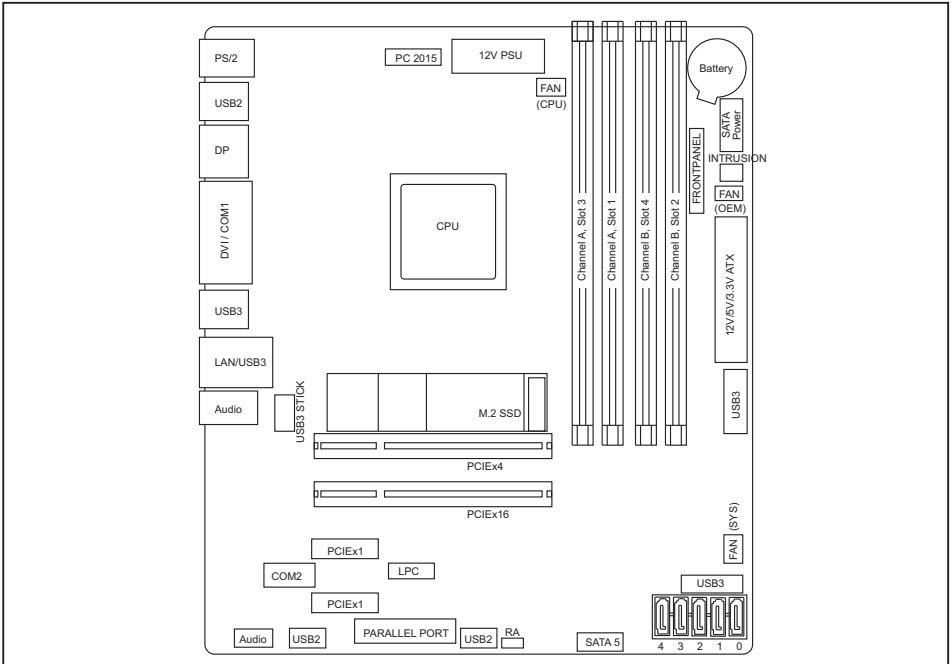 PS/2
PC 2015
12V PSU
Battery
FAN
(CPU)
USB2
SATA
Power
DP
FRONTPANEL
INTRUSION
FAN
(OEM)
DVI / COM1
CPU
Channel A, Slot 3
Channel A, Slot 1
Channel B, Slot 4
Channel B, Slot 2
12V/5V/3.3V ATX
USB3
LAN/USB3
Audio
USB3 STICK
M.2 SSD
USB3
PCIEx4
PCIEx16
FAN (SYS)
PCIEx1
COM2
LPC
USB3
PCIEx1
Audio
USB2
PARALLEL PORT
USB2
RA
SATA 5
4 3 2 1 0